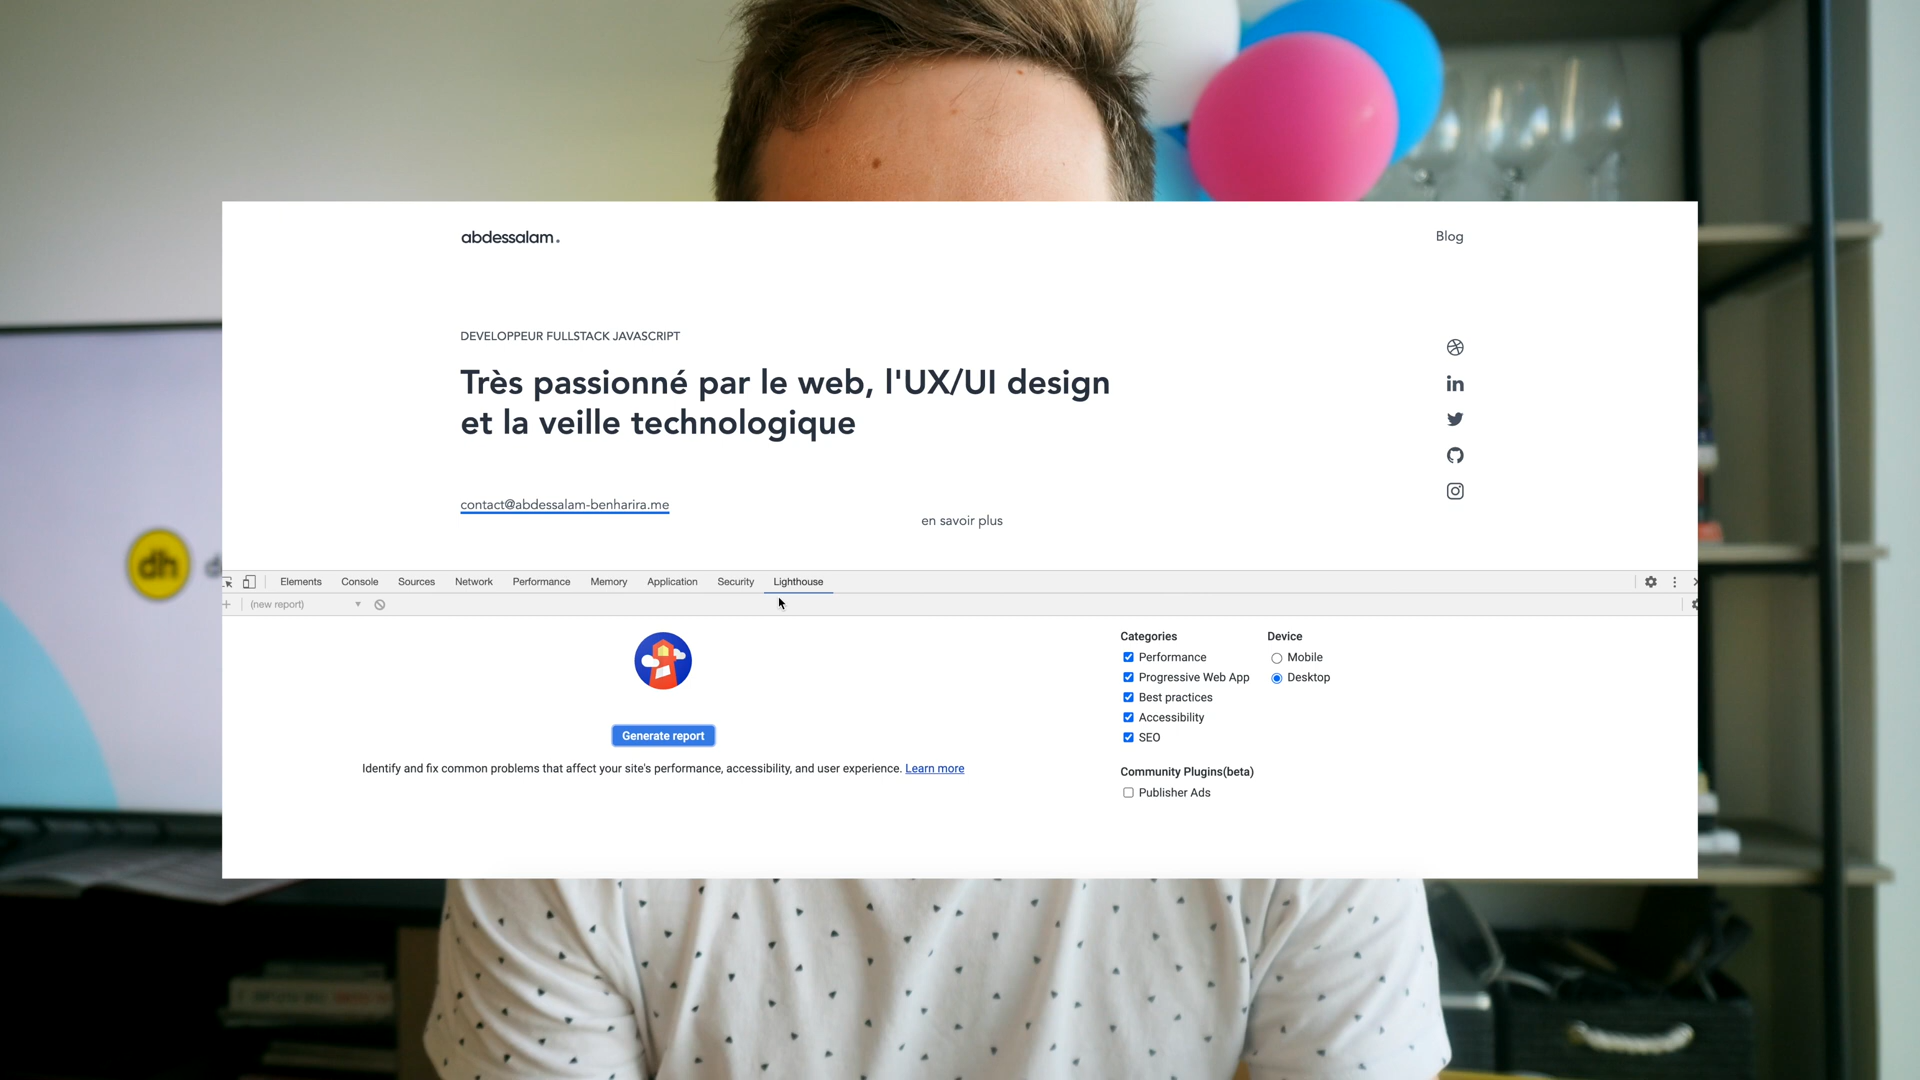 abdessalam.
Blog
DEVELOPPEUR FULLSTACK JAVASCRIPT
Très passionné par le web, l'UX/UI design
et la veille technologique
contact@abdessalam-benharira.me
en savoir plus
dh
Elements Console Sources Network Performance Memory Application Security Lighthouse
(new report)
Generate report
Identify and fix common problems that affect your site's performance, accessibility, and user experience. Learn more
Categories
Performance
Progressive Web App
Best practices
Accessibility
SEO
Device
Mobile
Desktop
Community Plugins(beta)
Publisher Ads